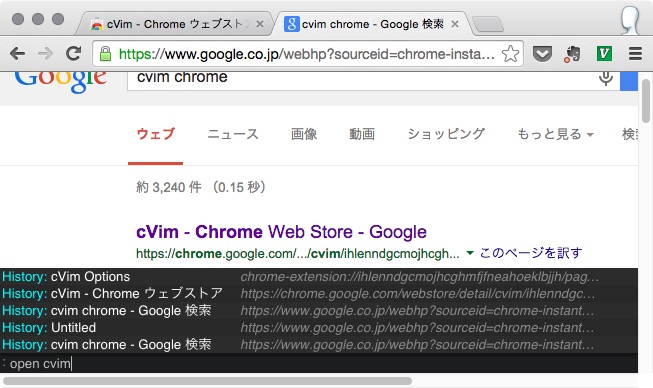 cVim - Chrome ウェブスト
cvim chrome - Google 検索
https://www.google.co.jp/webhp?sourceid=chrome-insta...
Google
cvim chrome
ウェブ ニュース 画像 動画 ショッピング もっと見る 検
約 3,240 件 （0.15 秒）
cVim - Chrome Web Store - Google
https://chrome.google.com/.../cvim/ihlenndgcmojhcgh... このページを訳す
History: cVim Options chrome-extension://ihlenndgcmojhcghmfjfneahoeklbjjh/pag...
History: cVim - Chrome ウェブストア https://chrome.google.com/webstore/detail/cvim/ihlenndgc...
History: cvim chrome - Google 検索 https://www.google.co.jp/webhp?sourceid=chrome-instant...
History: Untitled https://www.google.co.jp/webhp?sourceid=chrome-instant...
History: cvim chrome - Google 検索 https://www.google.co.jp/webhp?sourceid=chrome-instant...
: open cvim